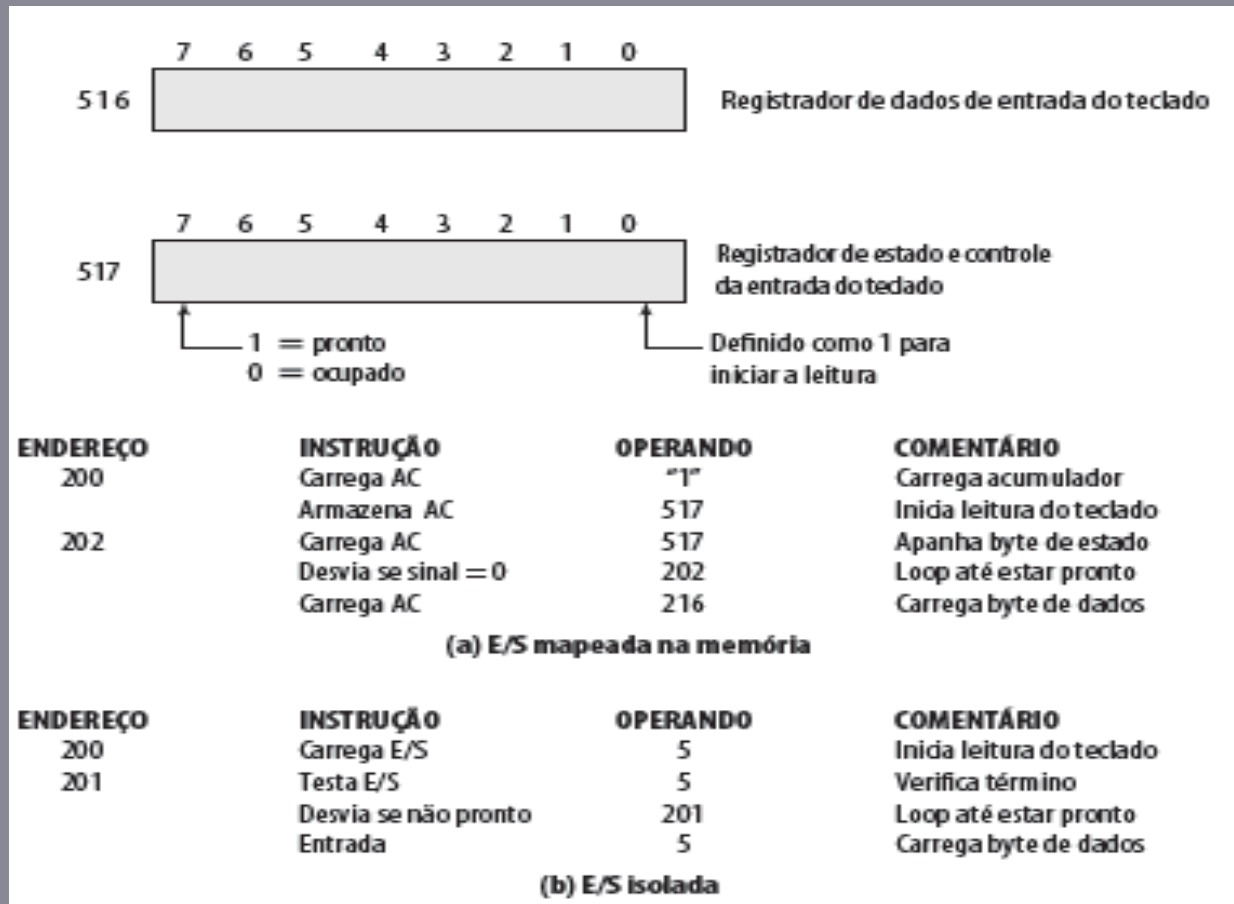 7 6 5 4 3 2 1 0
516 Registrador de dados de entrada do teclado
7 6 5 4 3 2 1 0
517 Registrador de estado e controle
da entrada do teclado
1 = pronto
0 = ocupado
Definido como 1 para
iniciar a leitura
ENDEREÇO INSTRUÇÃO OPERANDO COMENTÁRIO
200 Carrega AC “1” Carrega acumulador
Armazena AC 517 Inicia leitura do teclado
202 Carrega AC 517 Apanha byte de estado
Desvia se sinal = 0 202 Loop até estar pronto
Carrega AC 216 Carrega byte de dados
(a) E/S mapeada na memória
ENDEREÇO INSTRUÇÃO OPERANDO COMENTÁRIO
200 Carrega E/S 5 Inicia leitura do teclado
201 Testa E/S 5 Verifica término
Desvia se não pronto 201 Loop até estar pronto
Entrada 5 Carrega byte de dados
(b) E/S isolada